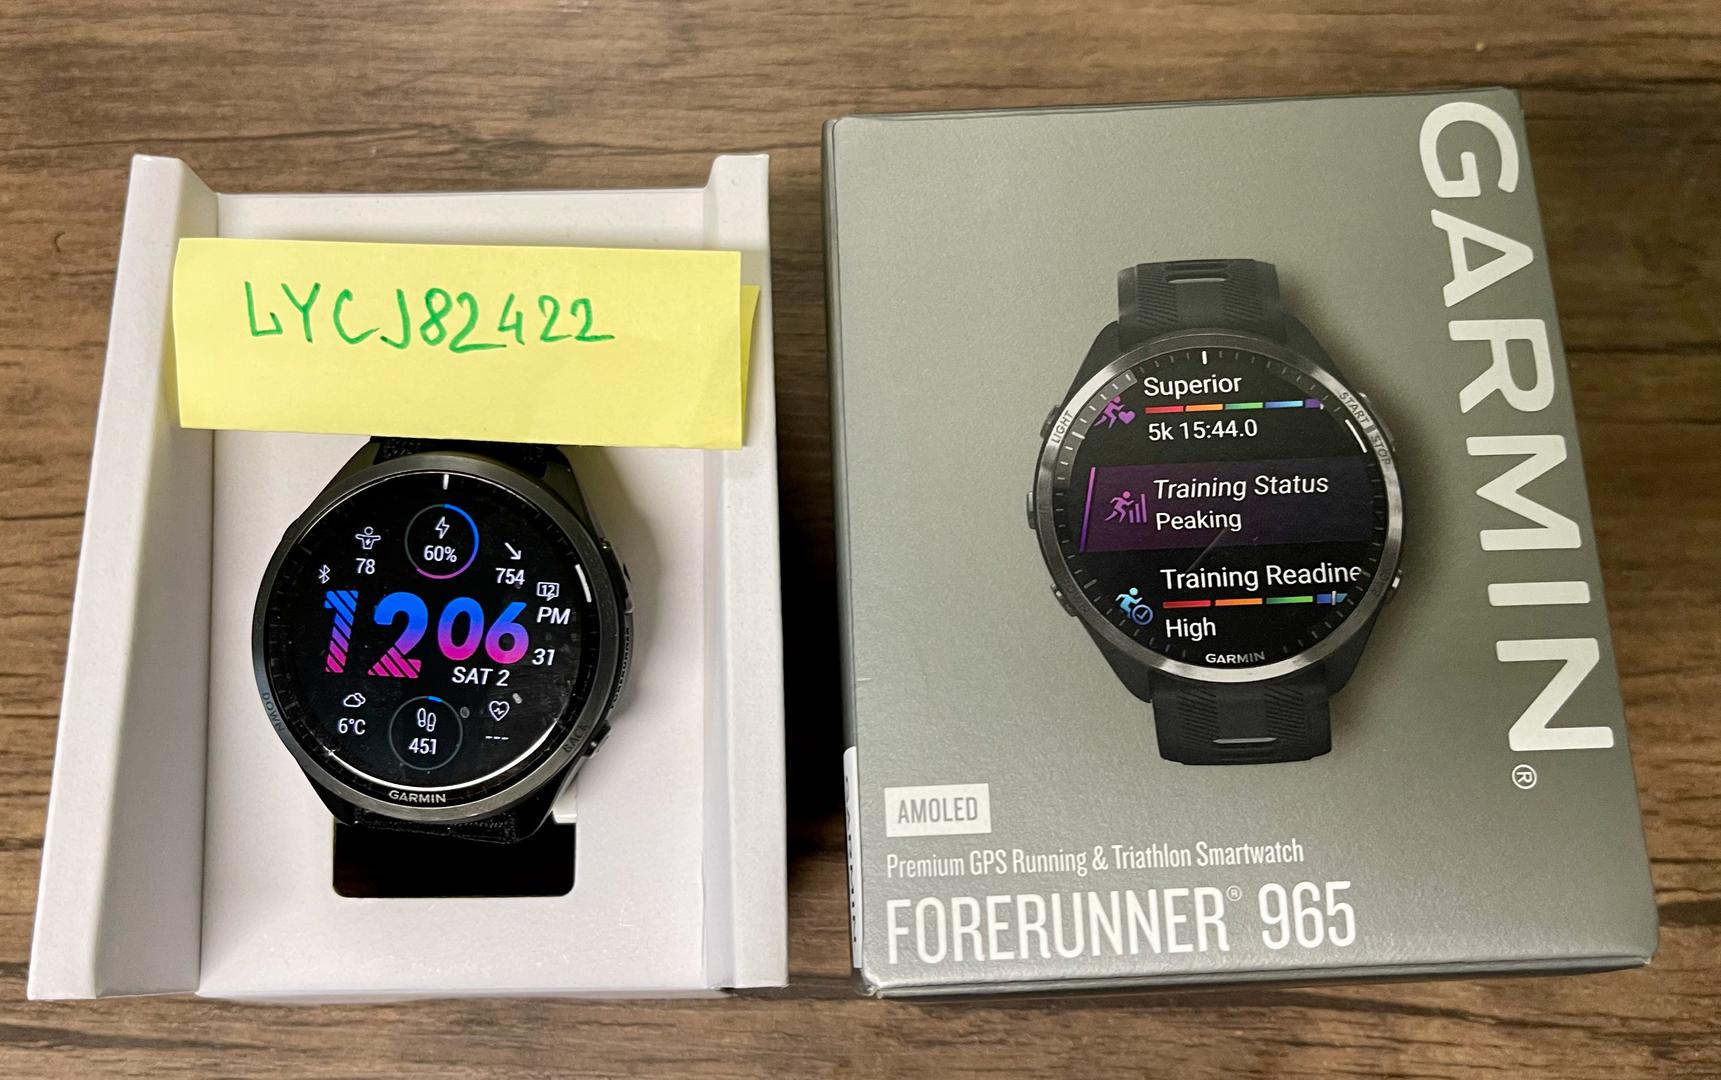 LYCJ82422
60%
78
754
12
1206
PM
31
SAT 2
6°C
451
---
DOWN
BACK
GARMIN
GARMIN®
Superior
5k 15:44.0
LIGHT
START | STOP
Training Status
Peaking
Training Readine
High
GARMIN
AMOLED
Premium GPS Running & Triathlon Smartwatch
FORERUNNER® 965